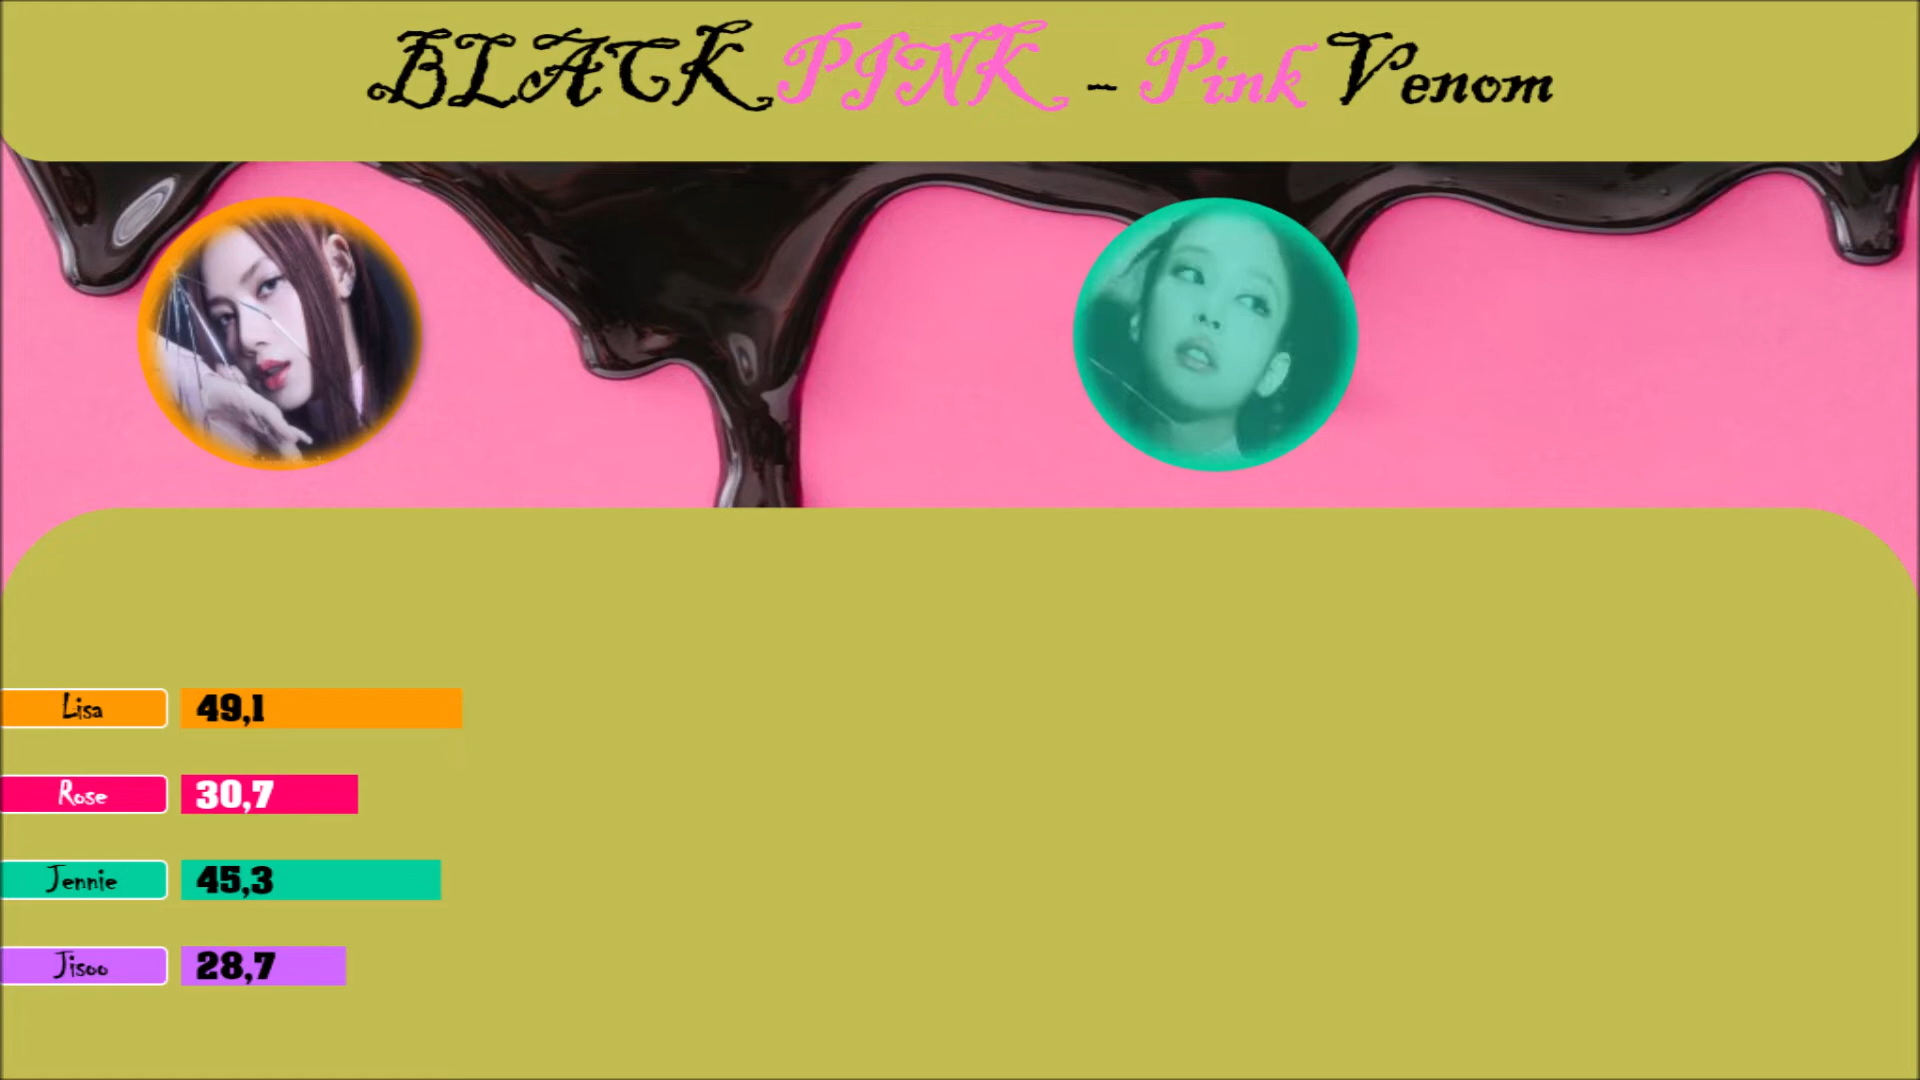 BLACKPINK - Pink Venom
Lisa 49,1
Rose 30,7
Jennie 45,3
Jisoo 28,7